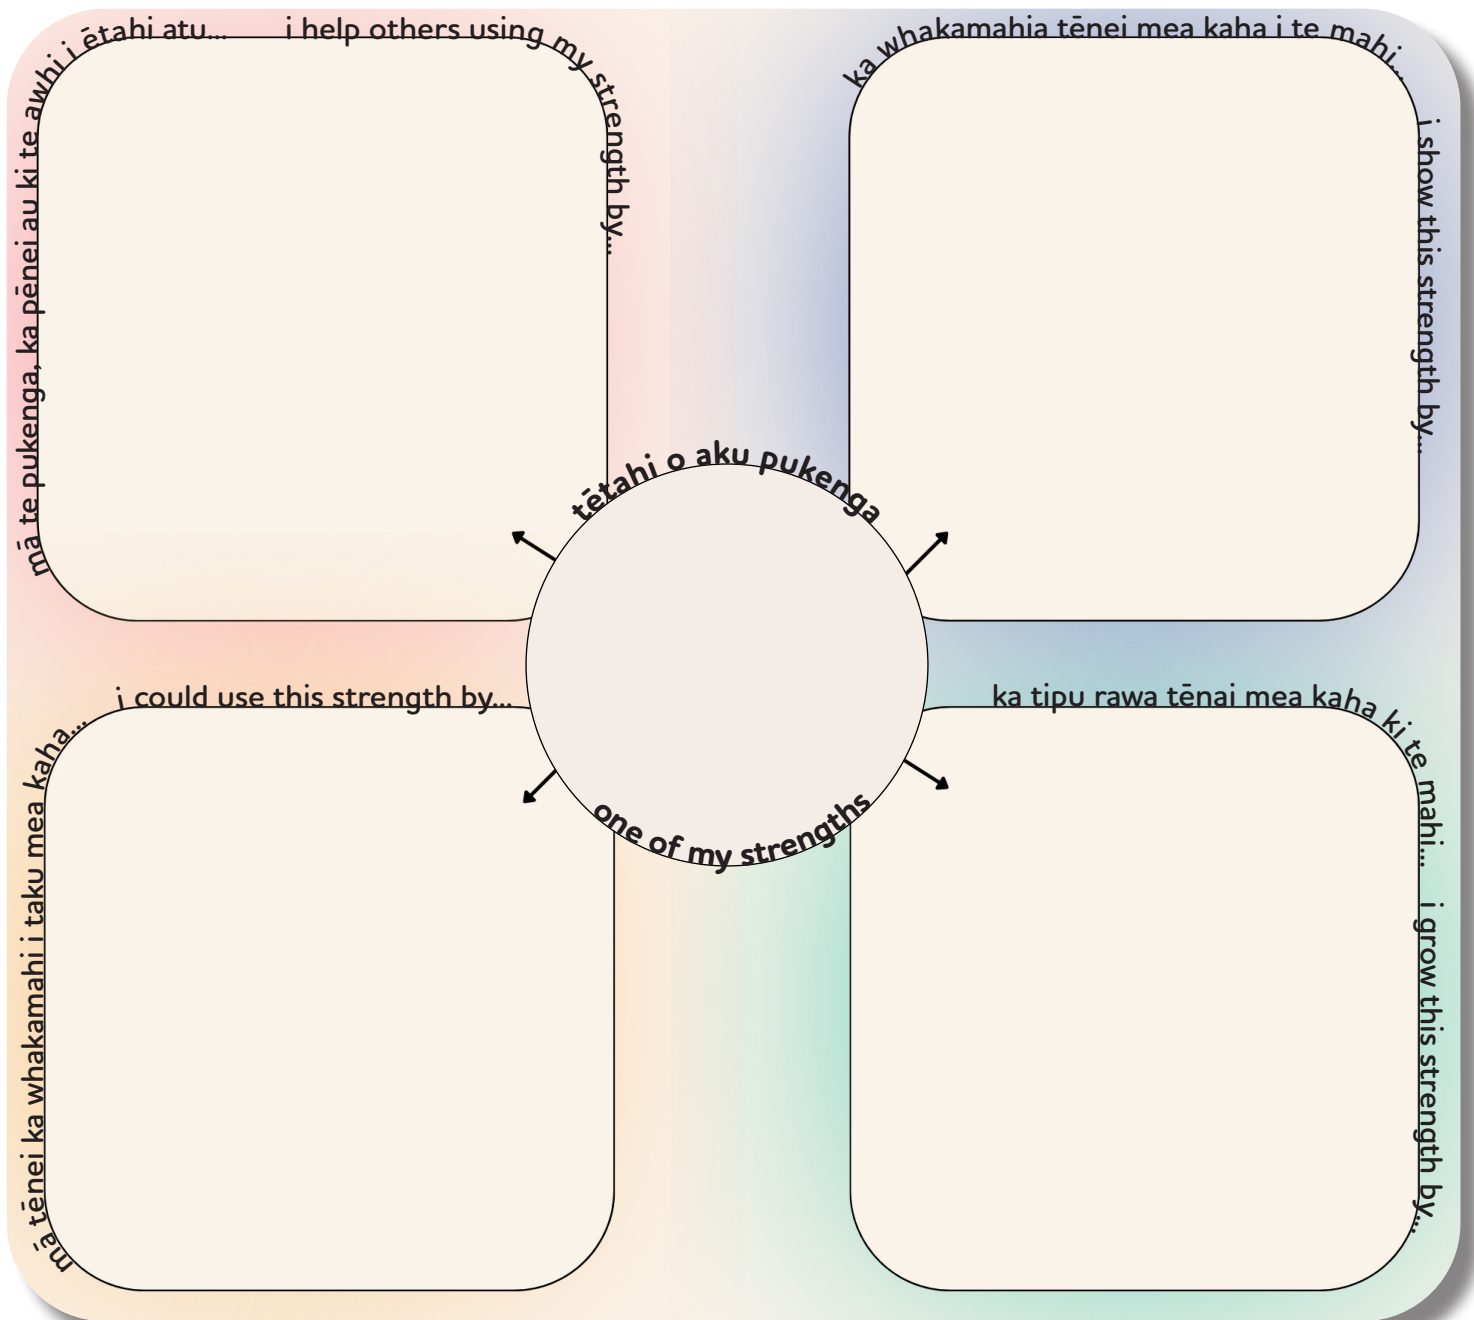 mā te pukenga, ka pēnei au ki te awhi i ētahi atu...
i help others using my strength by...
ka whakamahia tēnei mea kaha i te mahi...
i show this strength by...
tētahi o aku pukenga
one of my strengths
mā tēnei ka whakamahi i taku mea kaha...
i could use this strength by...
ka tipu rawa tēnai mea kaha ki te mahi...
i grow this strength by...